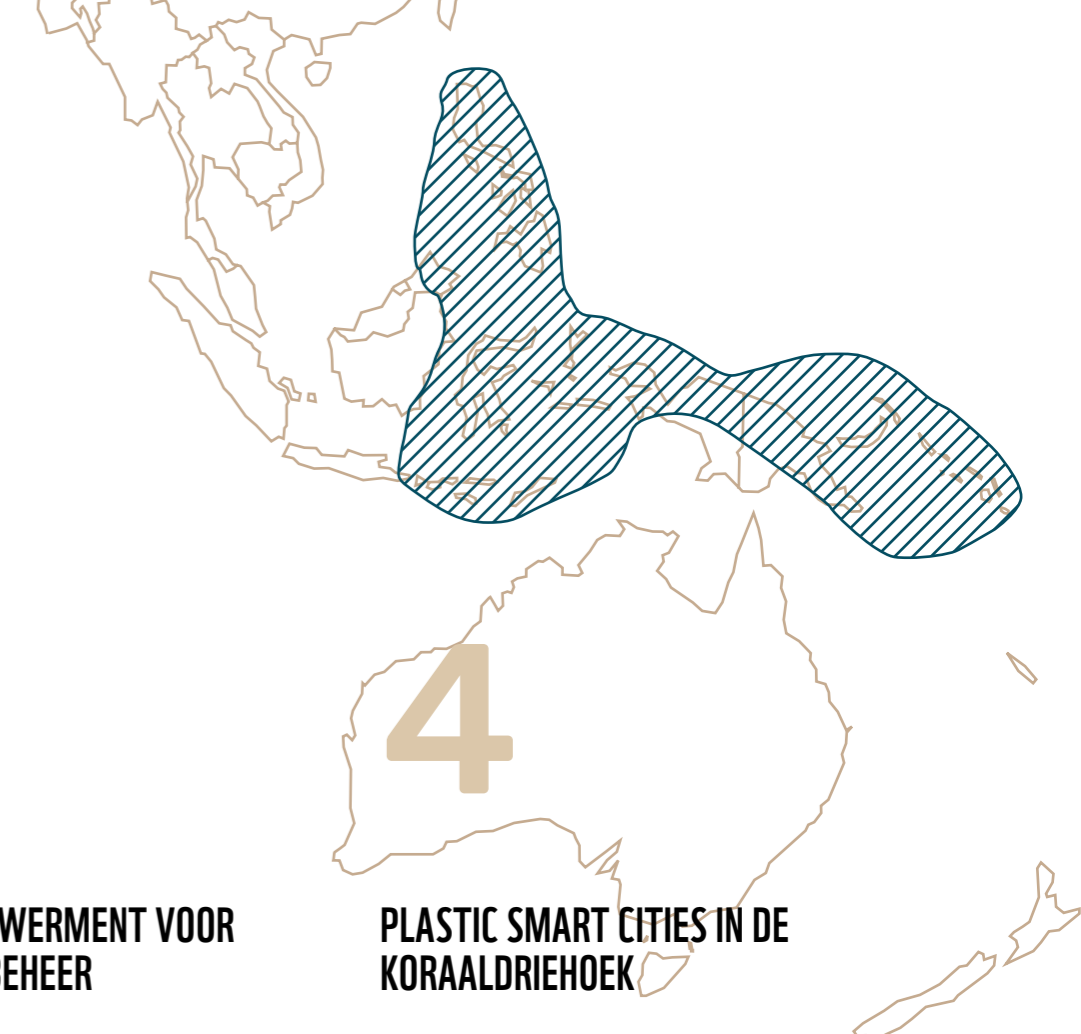 4
WERMENT VOOR
EHEER
PLASTIC SMART CITIES IN DE
KORAALDRIEHOEK